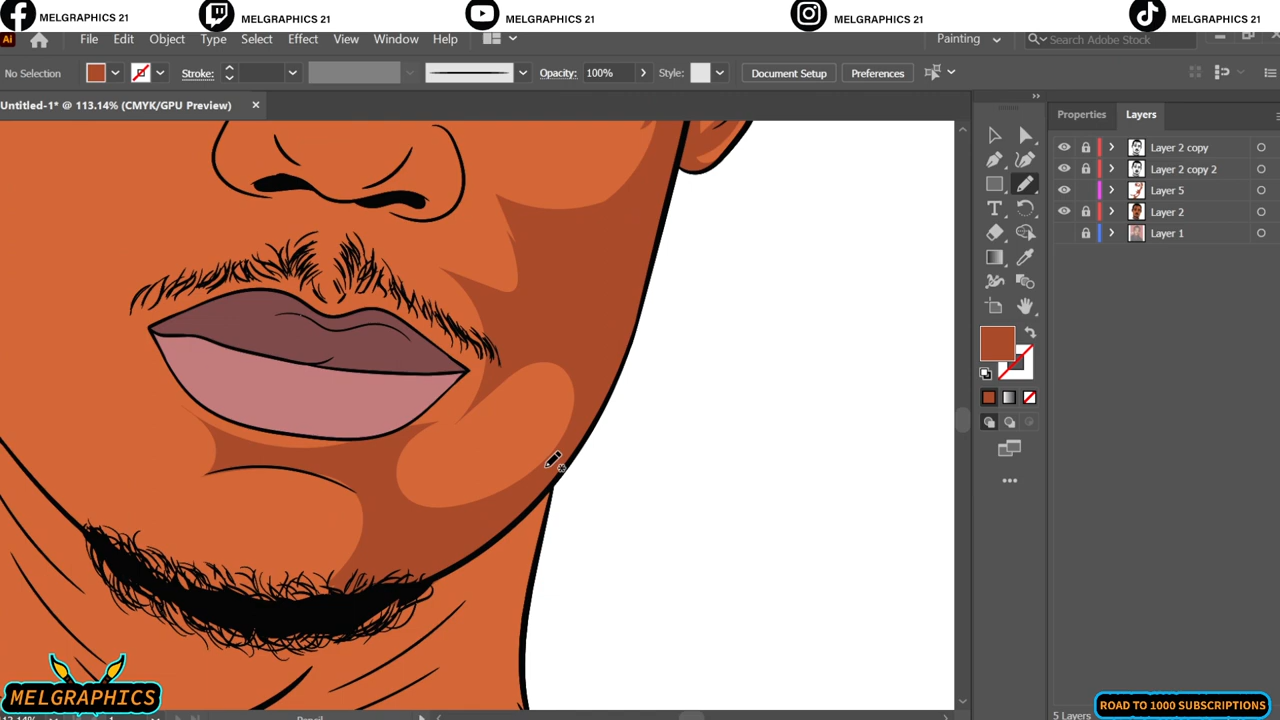 MELGRAPHICS 21
MELGRAPHICS 21
MELGRAPHICS 21
MELGRAPHICS 21
MELGRAPHICS 21
Ai File Edit Object Type Select Effect View Window Help Painting Search Adobe Stock
No Selection Stroke: Opacity: 100% Style: Document Setup Preferences
Untitled-1* @ 113.14% (CMYK/GPU Preview) ×
Properties Layers
Layer 2 copy
Layer 2 copy 2
Layer 5
Layer 2
Layer 1
MELGRAPHICS
ROAD TO 1000 SUBSCRIPTIONS
5 Layers